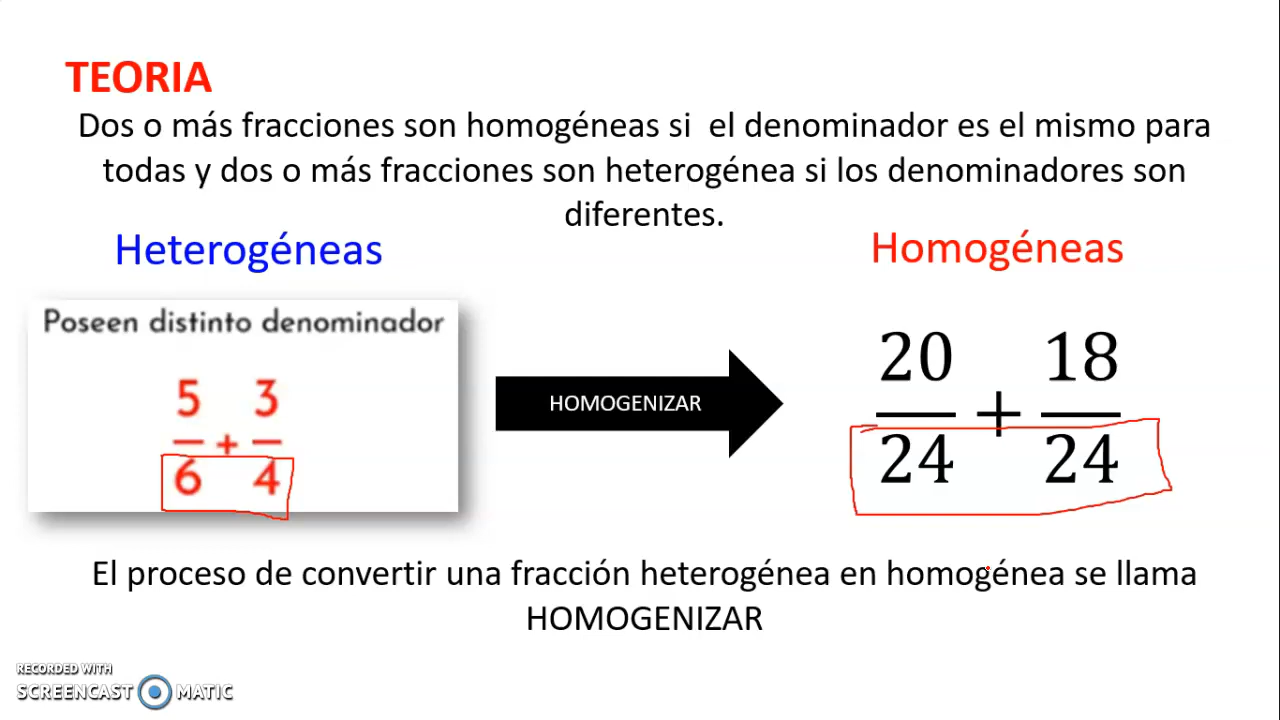 TEORIA
Dos o más fracciones son homogéneas si el denominador es el mismo para
todas y dos o más fracciones son heterogénea si los denominadores son
diferentes.
Heterogéneas
Homogéneas
Poseen distinto denominador
5/6 + 3/4
HOMOGENIZAR
20/24 + 18/24
El proceso de convertir una fracción heterogénea en homogénea se llama
HOMOGENIZAR
RECORDED WITH
SCREENCAST MATIC